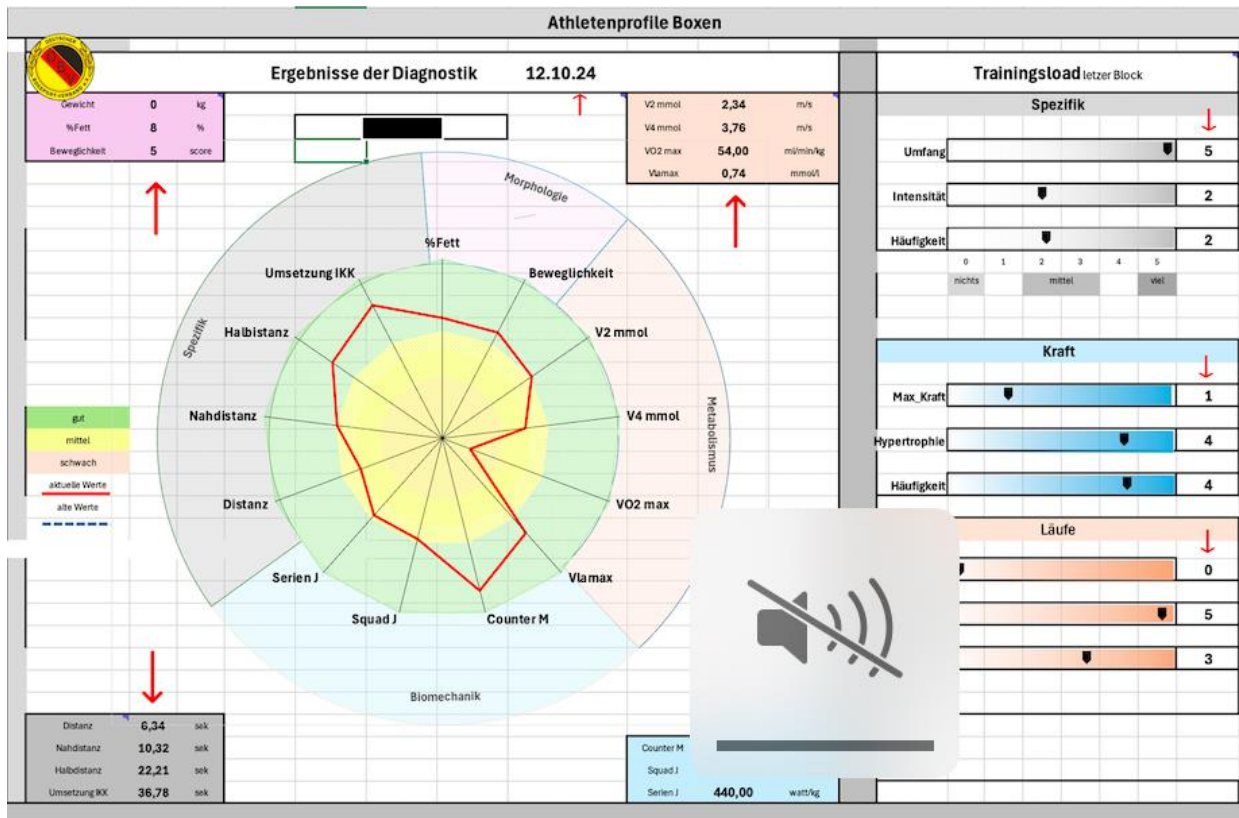 Athletenprofile Boxen
Ergebnisse der Diagnostik 12.10.24
Trainingsload letzer Block
Gewicht 0 kg
%Fett 8 %
Beweglichkeit 5 score
V2 mmol 2,34 m/s
V4 mmol 3,76 m/s
VO2 max 54,00 ml/min/kg
Vlamax 0,74 mmol/l
Spezifik
Umfang 5
Intensität 2
Häufigkeit 2
0 1 2 3 4 5
nichts mittel viel
Morphologie
%Fett
Umsetzung IKK
Beweglichkeit
Spezifik
Halbistanz
V2 mmol
Nahdistanz
V4 mmol
Metabolismus
Distanz
VO2 max
Serien J
Vlamax
Squad J
Counter M
Biomechanik
gut
mittel
schwach
aktuelle Werte
alte Werte
Kraft
Max_Kraft 1
Hypertrophie 4
Häufigkeit 4
Läufe
0
5
3
Distanz 6,34 sek
Nahdistanz 10,32 sek
Halbdistanz 22,21 sek
Umsetzung IKK 36,78 sek
Counter M
Squad J
Serien J 440,00 watt/kg